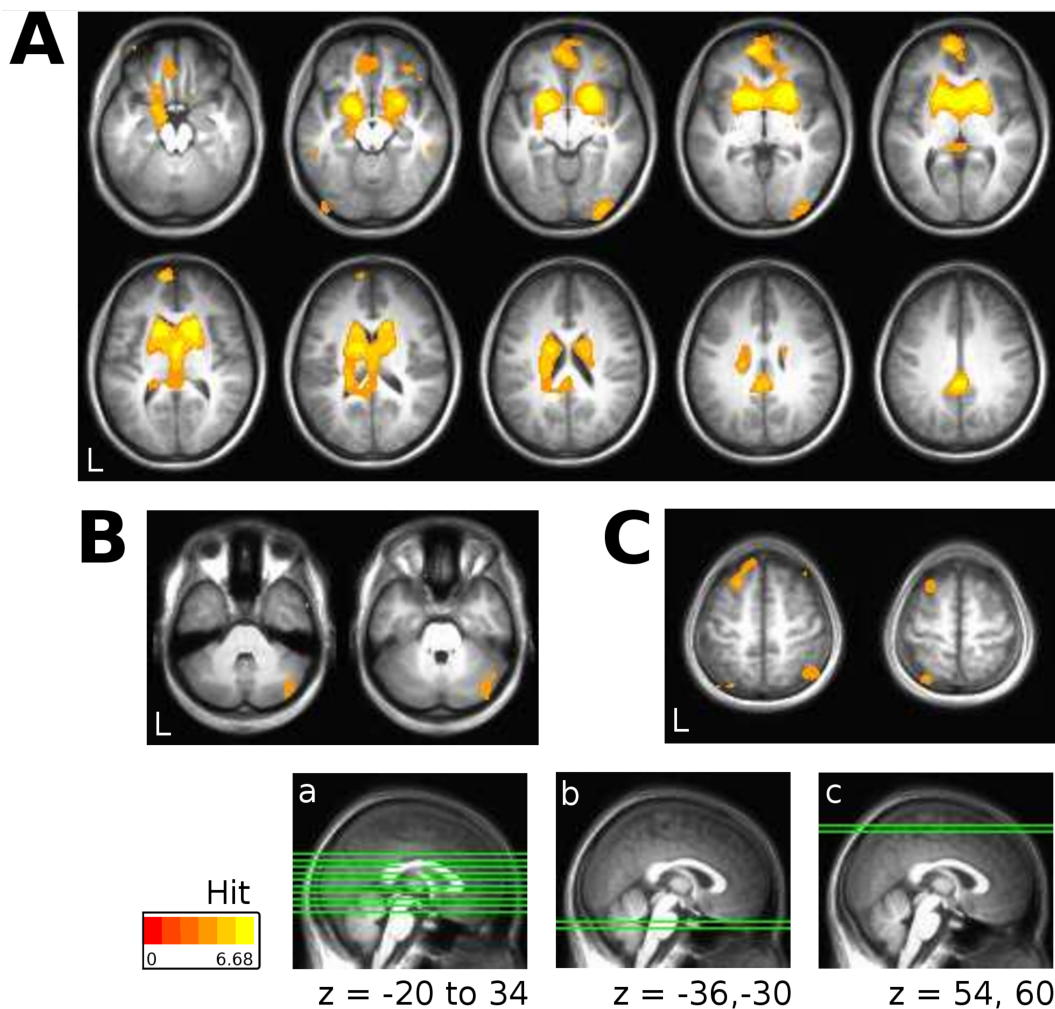 A
L
B
C
L
L
a
b
c
Hit
0
6.68
z = -20 to 34
z = -36,-30
z = 54, 60